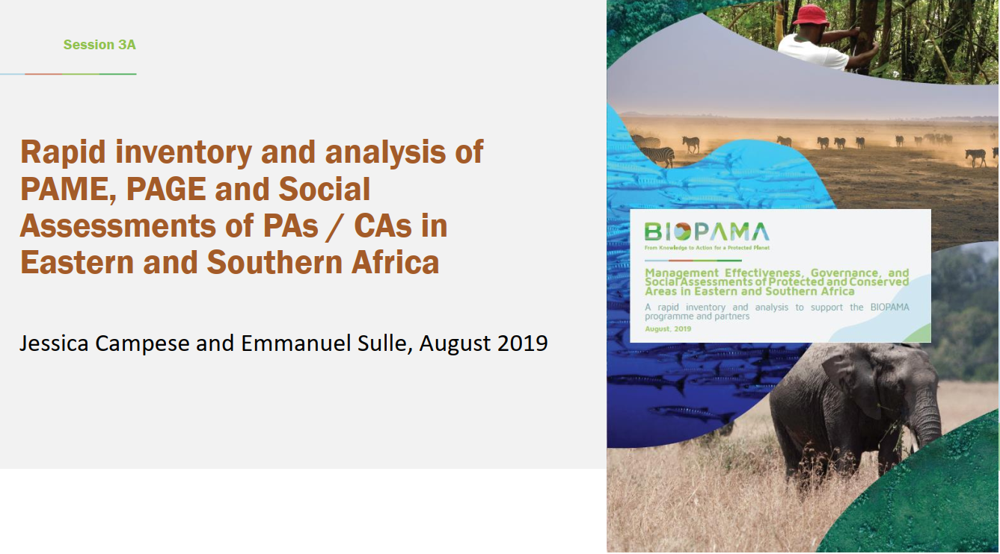 Session 3A
Rapid inventory and analysis of
PAME, PAGE and Social
Assessments of PAs / CAs in
Eastern and Southern Africa
Jessica Campese and Emmanuel Sulle, August 2019
BIOPAMA
From Knowledge to Action for a Protected Planet
Management Effectiveness, Governance, and
Social Assessments of Protected and Conserved
Areas in Eastern and Southern Africa
A rapid inventory and analysis to support the BIOPAMA
programme and partners
August, 2019